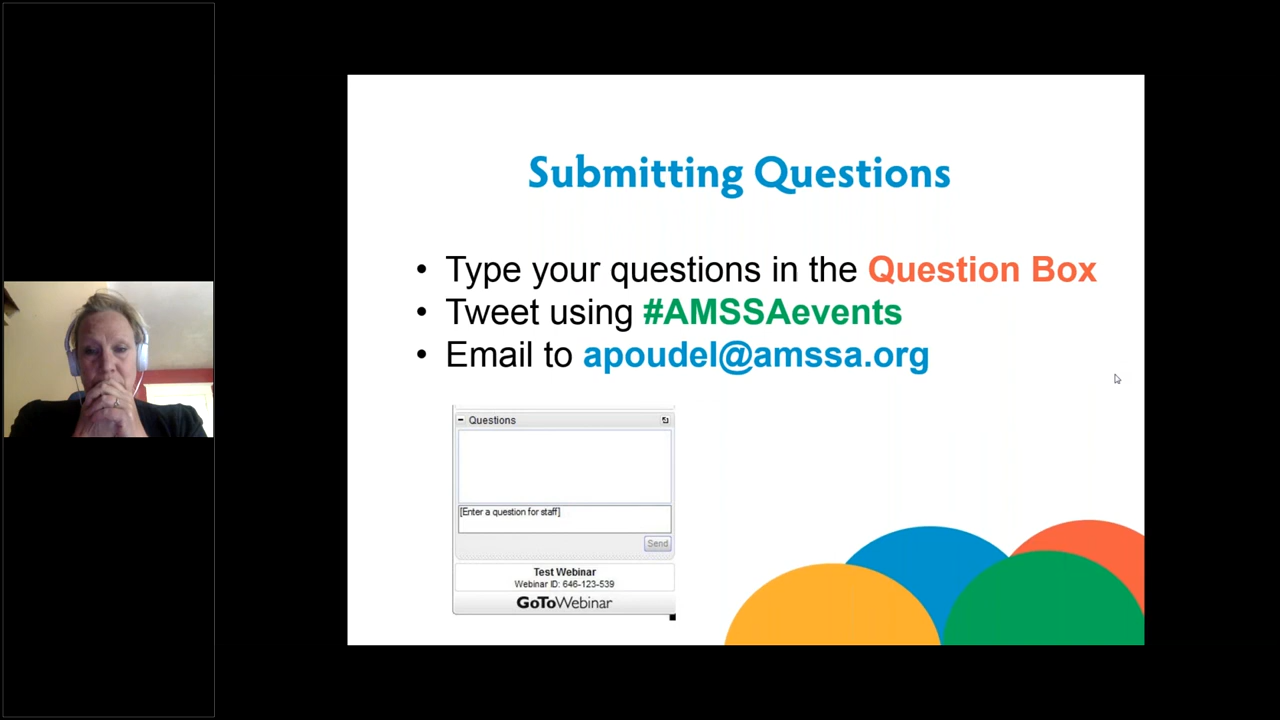 Submitting Questions
• Type your questions in the Question Box
• Tweet using #AMSSAevents
• Email to apoudel@amssa.org
Questions
[Enter a question for staff]
Send
Test Webinar
Webinar ID: 646-123-539
GoToWebinar